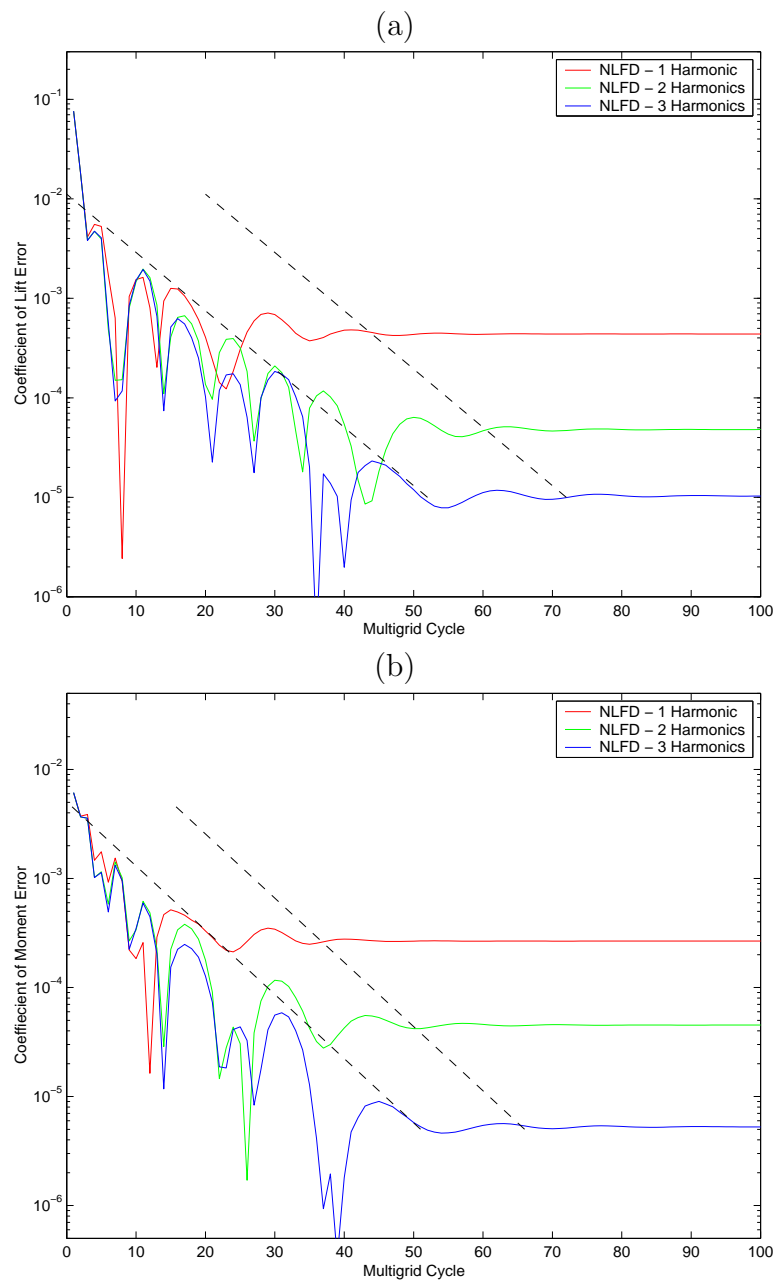 (a)
NLFD − 1 Harmonic
NLFD − 2 Harmonics
NLFD − 3 Harmonics
10^−1
10^−2
10^−3
10^−4
10^−5
10^−6
Coeffiecient of Lift Error
0 10 20 30 40 50 60 70 80 90 100
Multigrid Cycle
(b)
NLFD − 1 Harmonic
NLFD − 2 Harmonics
NLFD − 3 Harmonics
10^−2
10^−3
10^−4
10^−5
10^−6
Coeffiecient of Moment Error
0 10 20 30 40 50 60 70 80 90 100
Multigrid Cycle